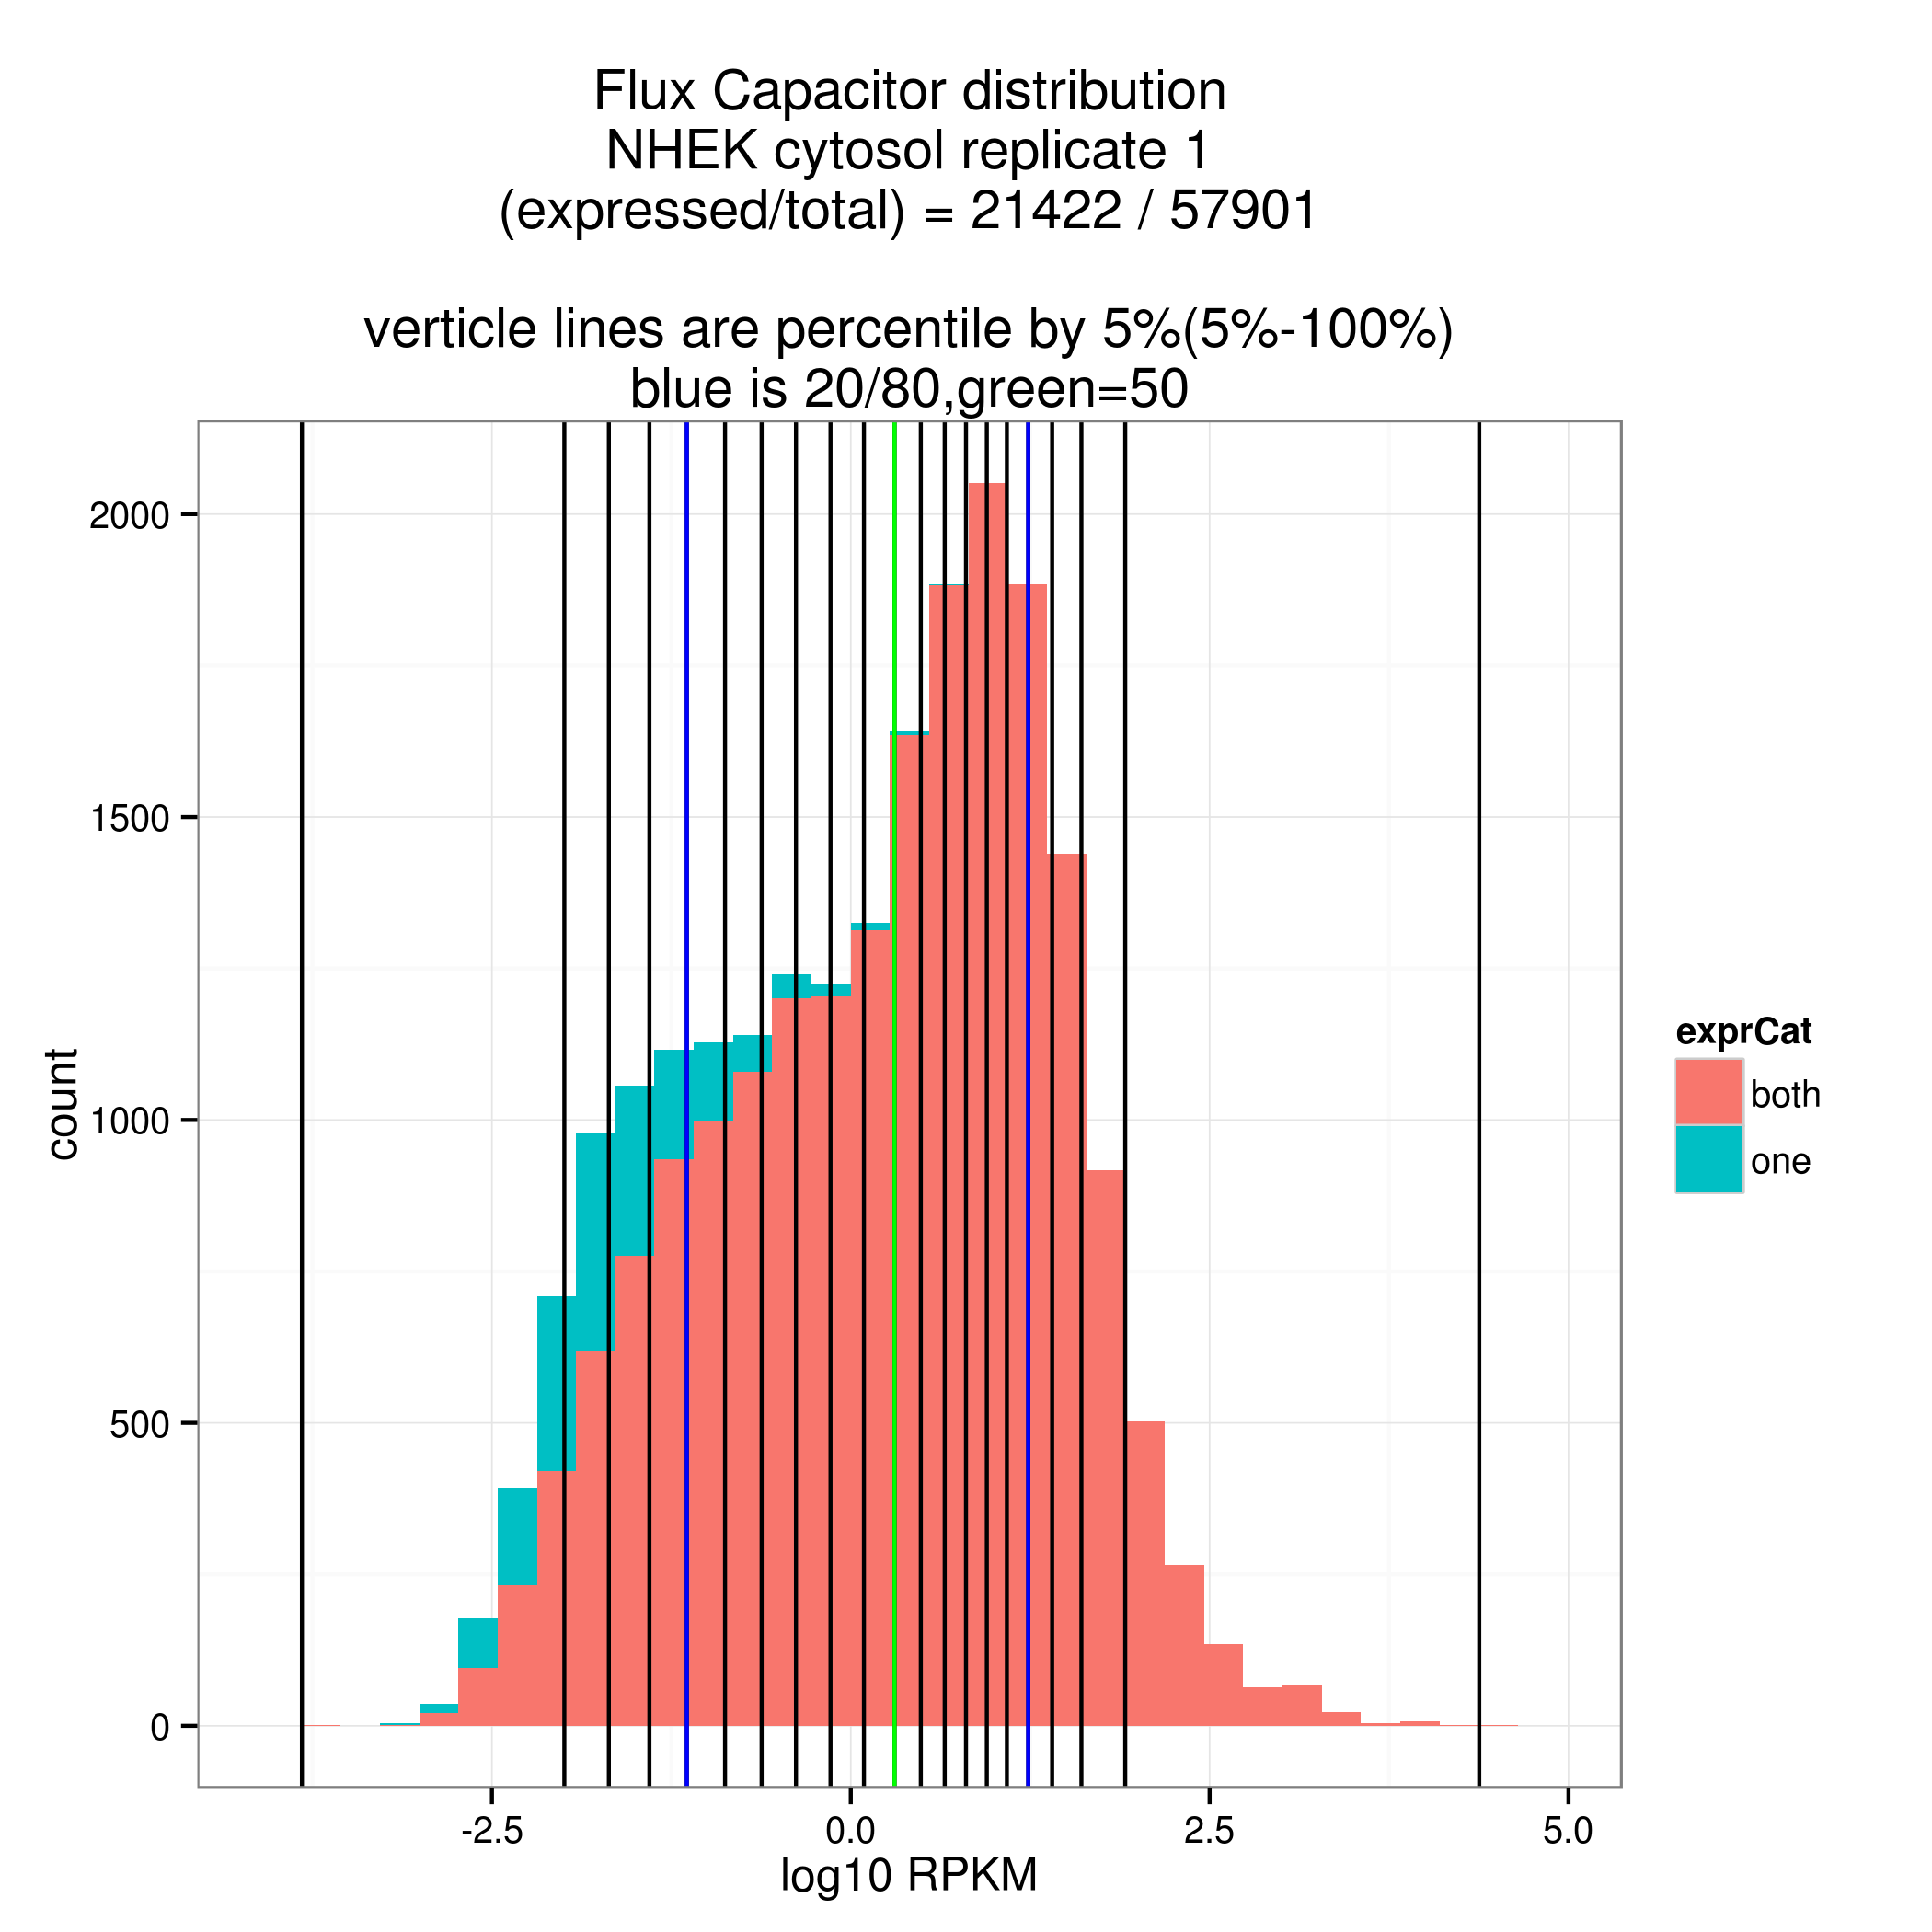 Flux Capacitor distribution
NHEK cytosol replicate 1
(expressed/total) = 21422 / 57901
verticle lines are percentile by 5%(5%-100%)
blue is 20/80,green=50
2000
1500
1000
500
0
count
-2.5
0.0
2.5
5.0
log10 RPKM
exprCat
both
one